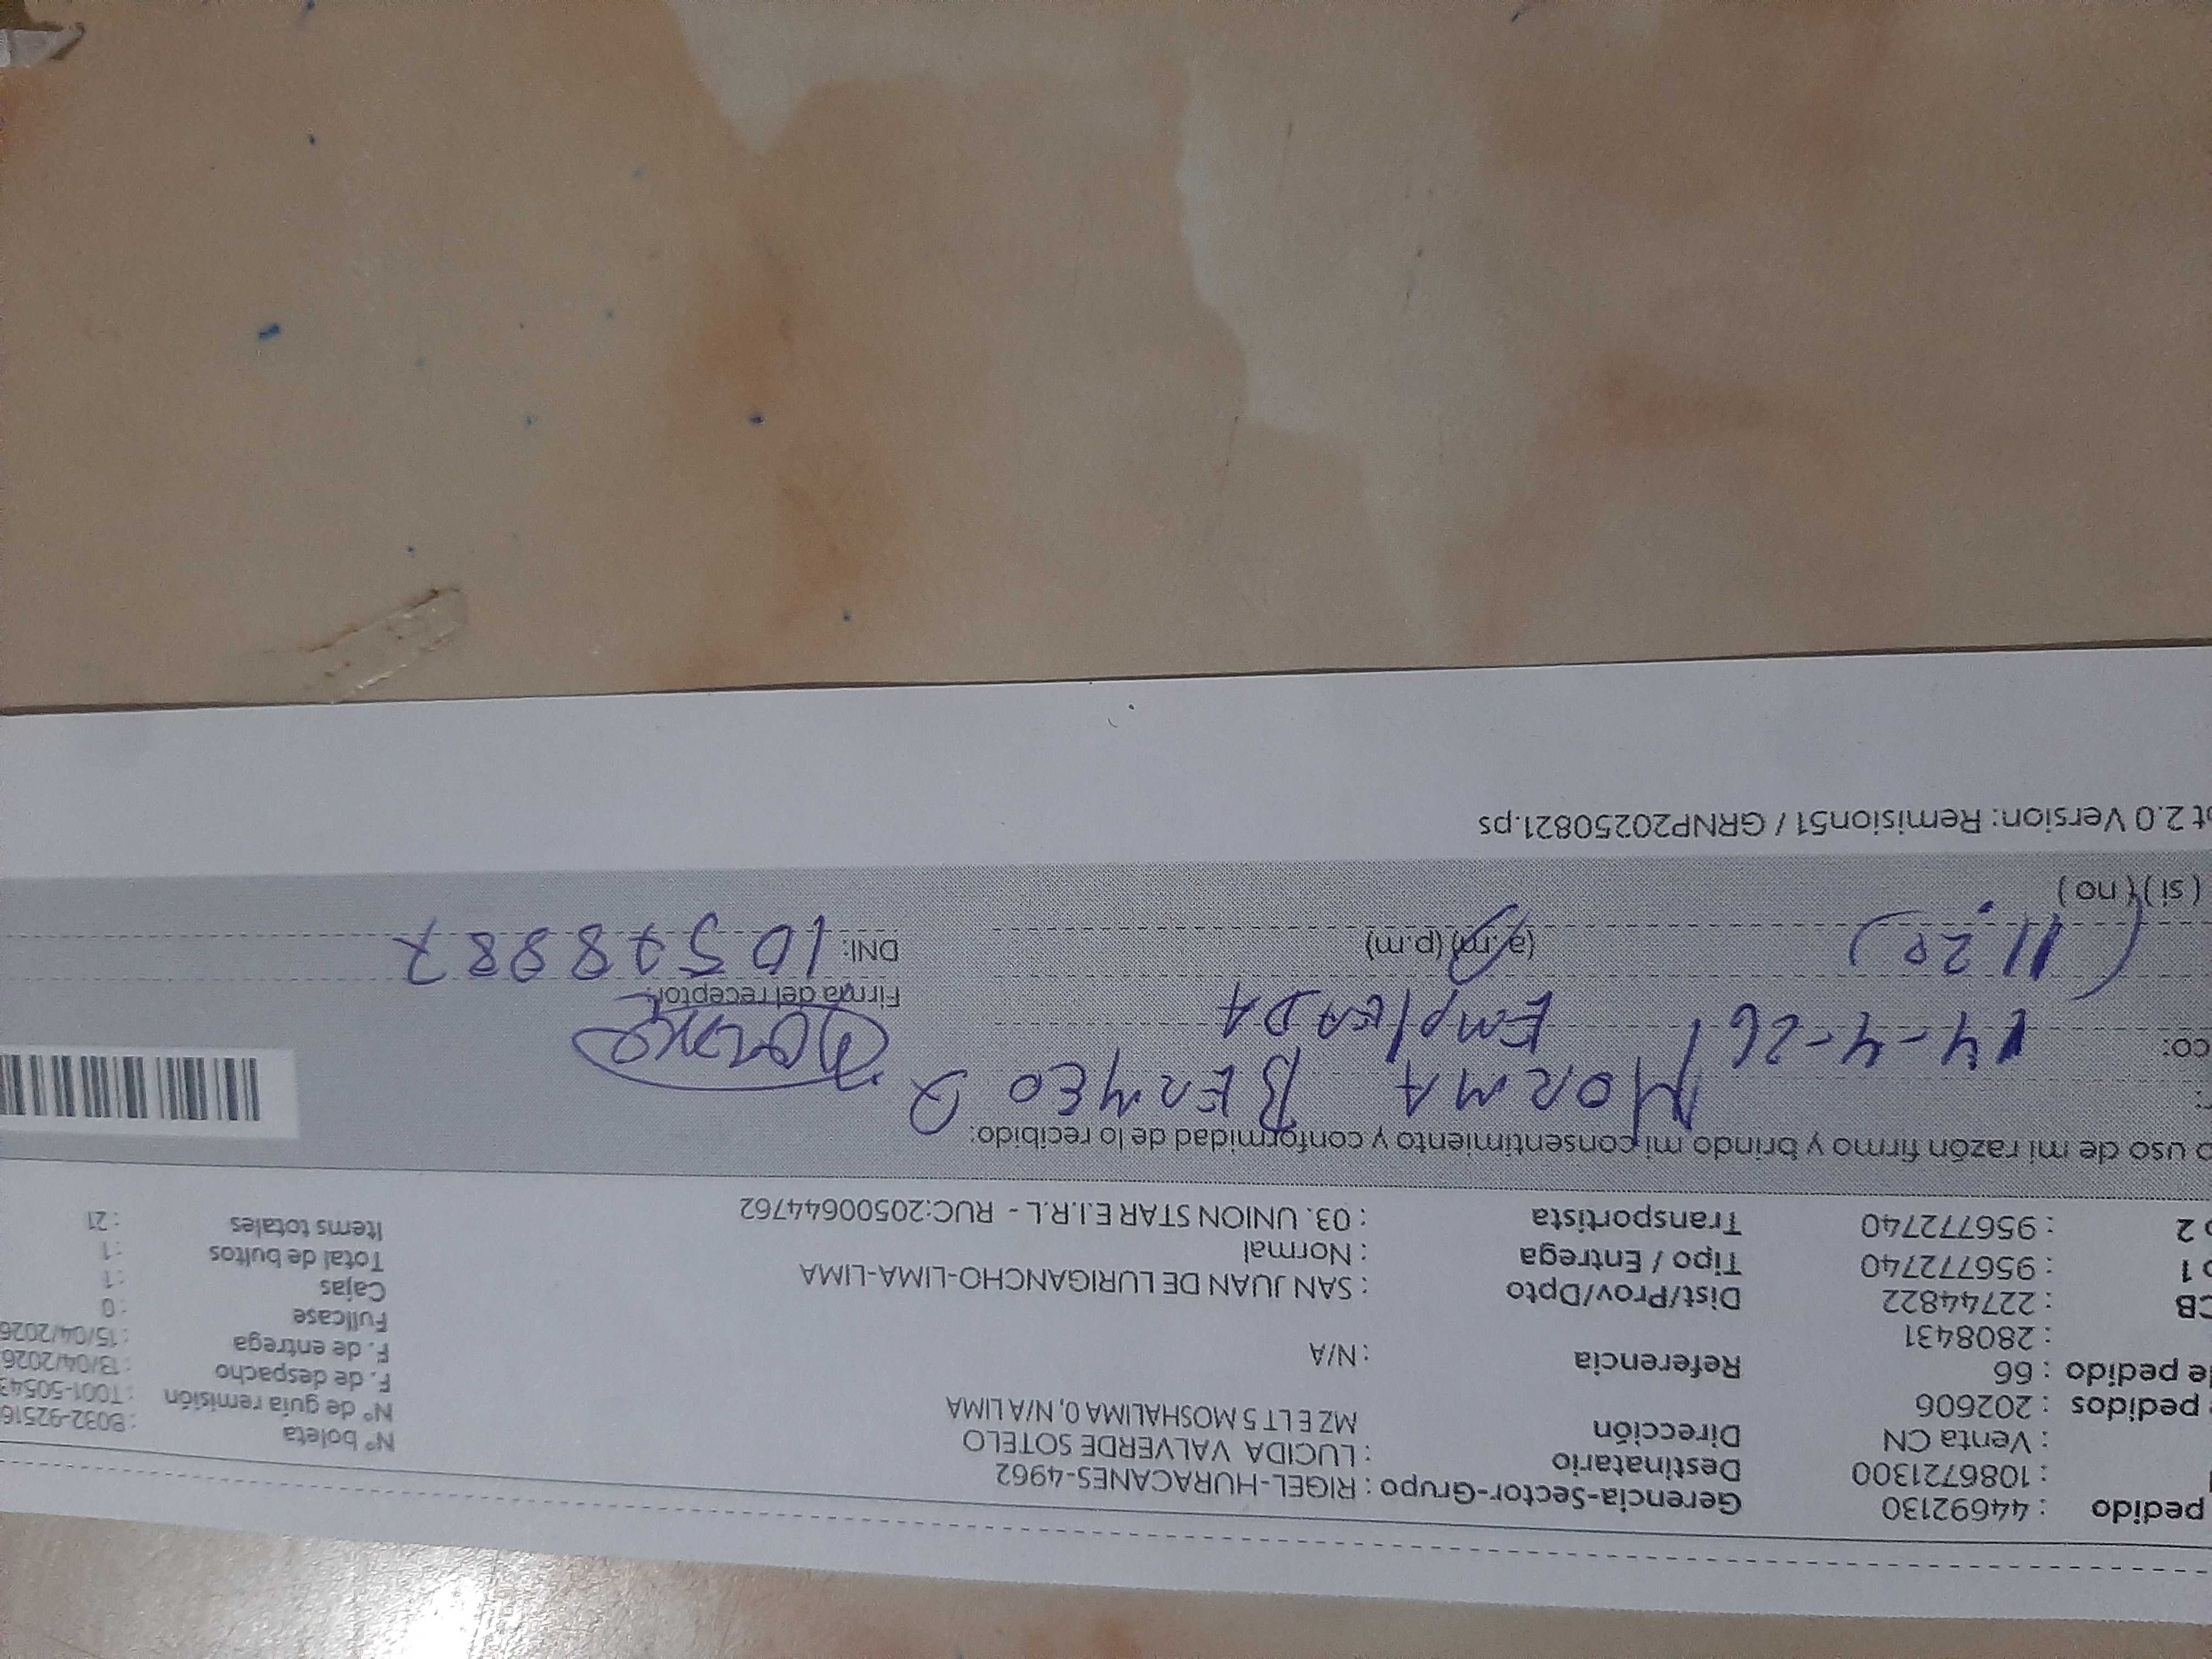 pedido : 44692130 Gerencia-Sector-Grupo : RIGEL-HURACANES-4962
: 1086721300 Destinatario : LUCIDA VALVERDE SOTELO Nº boleta : B032-92516
: Venta CN Dirección MZ E LT 5 MOSHALIMA 0, N/A LIMA Nº de guía remisión : T001-50543
pedidos : 202606 F. de despacho : 13/04/2026
de pedido : 66 Referencia : N/A F. de entrega : 15/04/2026
: 2808431 Fullcase : 0
CB : 22744822 Dist/Prov/Dpto : SAN JUAN DE LURIGANCHO-LIMA-LIMA Cajas : 1
o 1 : 956772740 Tipo / Entrega : Normal Total de bultos : 1
o 2 : 956772740 Transportista : 03. UNION STAR E.I.R.L - RUC:20500644762 Items totales : 21
uso de mi razón firmo y brindo mi consentimiento y conformidad de lo recibido:
NORMA BERMEO R
co: 14-4-26 EMPLEADA Firma del receptor:
11:20 (a.m) (p.m) DNI: 10578887
( si ) ( no )
pt 2.0 Version: Remision51 / GRNP20250821.ps